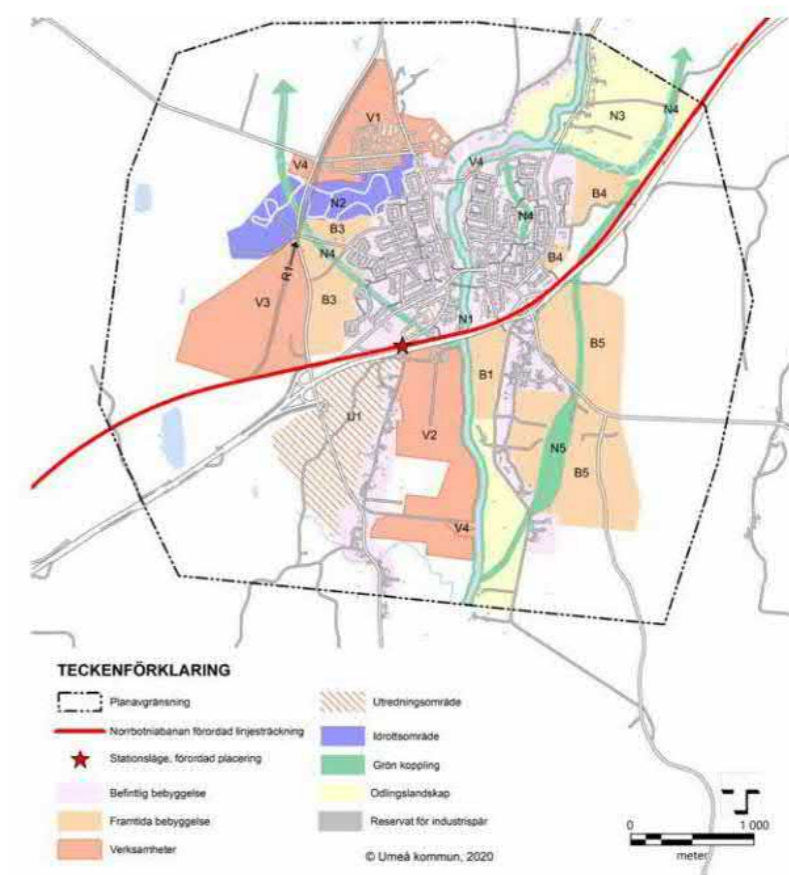 N4
N3
V1
V4
V4
N2
N4
B4
B3
N4
B4
R1
V3
B3
N1
B5
B1
U1
V2
N5
B5
V4
TECKENFÖRKLARING
Planavgränsning
Norrbotniabanan förordad linjesträckning
Stationsläge, förordad placering
Befintlig bebyggelse
Framtida bebyggelse
Verksamheter
Utredningsområde
Idrottsområde
Grön koppling
Odlingslandskap
Reservat för industrispår
© Umeå kommun, 2020
0 1 000
meter